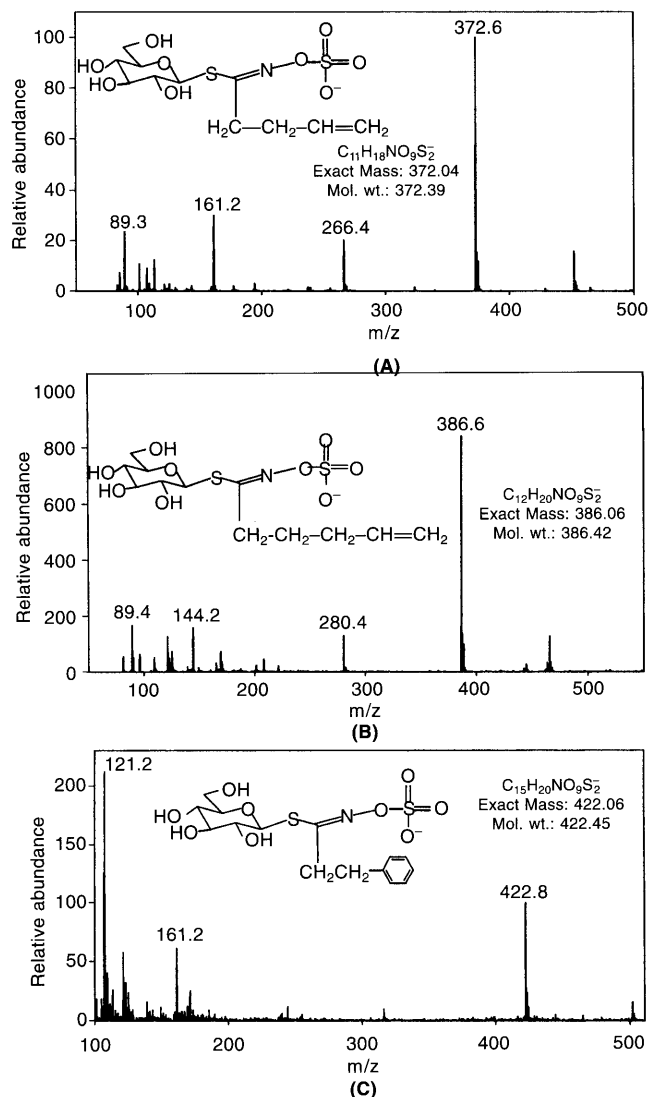 372.6
100
80
60
40
20
0
Relative abundance
OH
HO
HO
OH
S
N
O
S
O
O
O⁻
H₂C—CH₂—CH=CH₂
C₁₁H₁₈NO₉S₂⁻
Exact Mass: 372.04
Mol. wt.: 372.39
89.3
161.2
266.4
100 200 300 400 500
m/z
(A)
1000
800
600
400
200
0
Relative abundance
386.6
OH
HO
HO
OH
S
N
O
S
O
O
O⁻
CH₂-CH₂-CH₂-CH=CH₂
C₁₂H₂₀NO₉S₂⁻
Exact Mass: 386.06
Mol. wt.: 386.42
89.4
144.2
280.4
100 200 300 400 500
m/z
(B)
200
150
100
50
0
Relative abundance
121.2
OH
HO
HO
OH
S
N
O
S
O
O
O⁻
CH₂CH₂
C₁₅H₂₀NO₉S₂⁻
Exact Mass: 422.06
Mol. wt.: 422.45
422.8
161.2
100 200 300 400 500
m/z
(C)